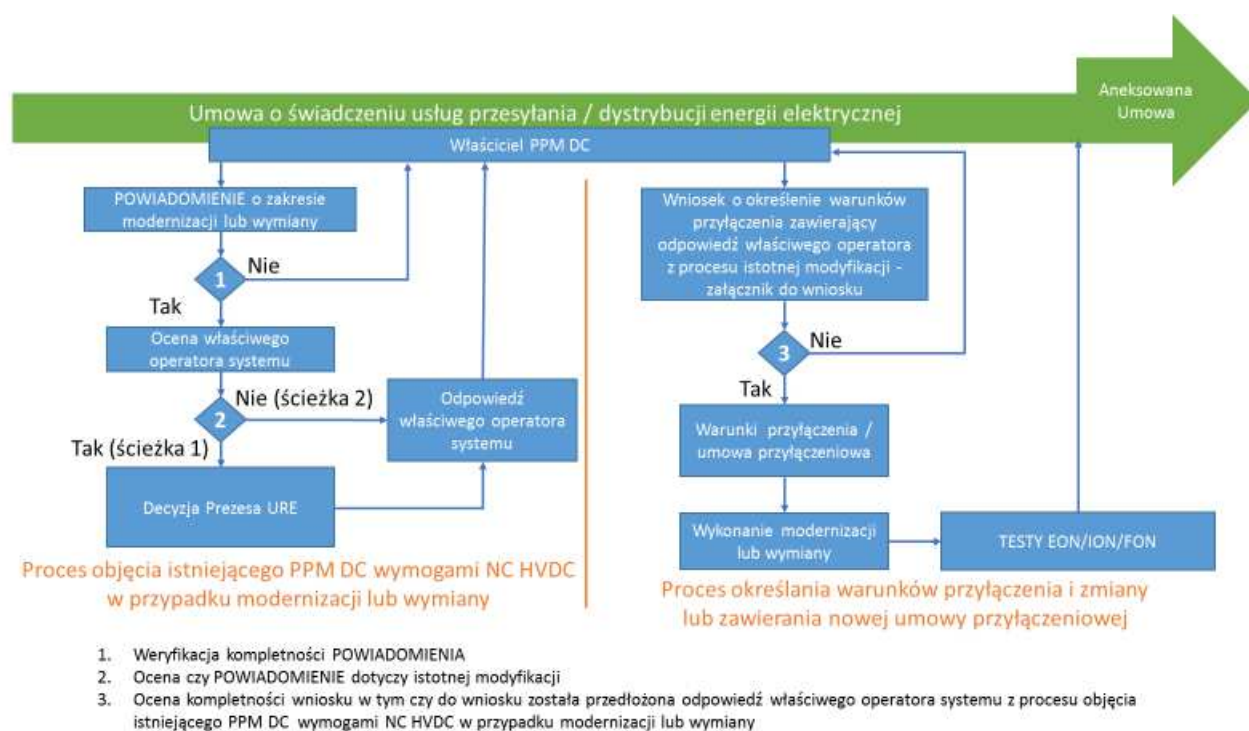 Aneksowana
Umowa
Umowa o świadczeniu usług przesyłania / dystrybucji energii elektrycznej
Właściciel PPM DC
POWIADOMIENIE o zakresie
modernizacji lub wymiany
1
Nie
Tak
Ocena właściwego
operatora systemu
2
Nie (ścieżka 2)
Tak (ścieżka 1)
Odpowiedź
właściwego operatora
systemu
Decyzja Prezesa URE
Proces objęcia istniejącego PPM DC wymogami NC HVDC
w przypadku modernizacji lub wymiany
Wniosek o określenie warunków
przyłączenia zawierający
odpowiedź właściwego operatora
z procesu istotnej modyfikacji -
załącznik do wniosku
3
Nie
Tak
Warunki przyłączenia /
umowa przyłączeniowa
Wykonanie modernizacji
lub wymiany
TESTY EON/ION/FON
Proces określania warunków przyłączenia i zmiany
lub zawierania nowej umowy przyłączeniowej
1. Weryfikacja kompletności POWIADOMIENIA
2. Ocena czy POWIADOMIENIE dotyczy istotnej modyfikacji
3. Ocena kompletności wniosku w tym czy do wniosku została przedłożona odpowiedź właściwego operatora systemu z procesu objęcia
istniejącego PPM DC wymogami NC HVDC w przypadku modernizacji lub wymiany